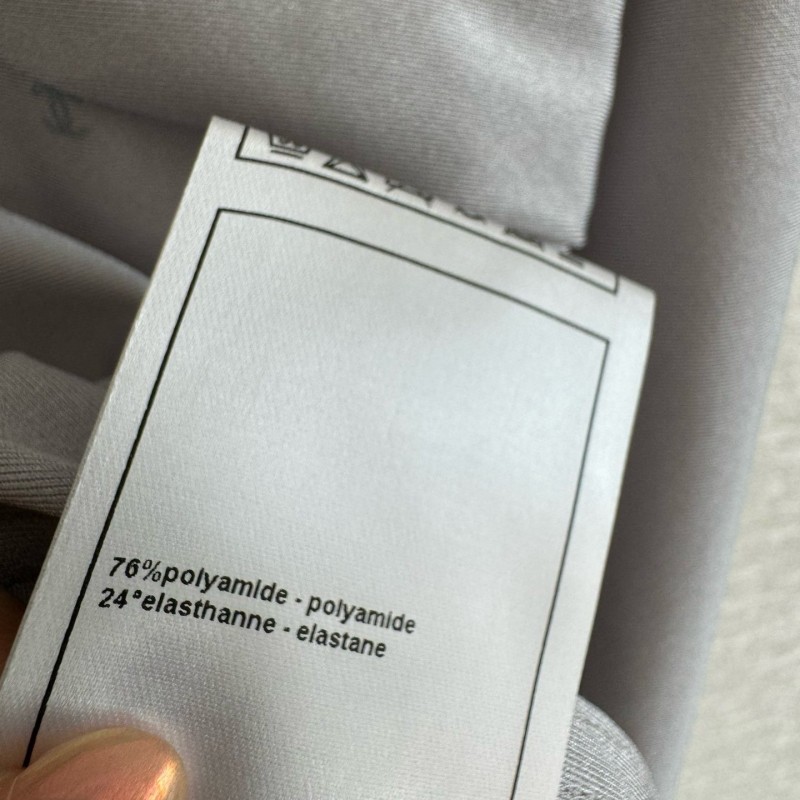 76%polyamide - polyamide
24°elasthanne - elastane